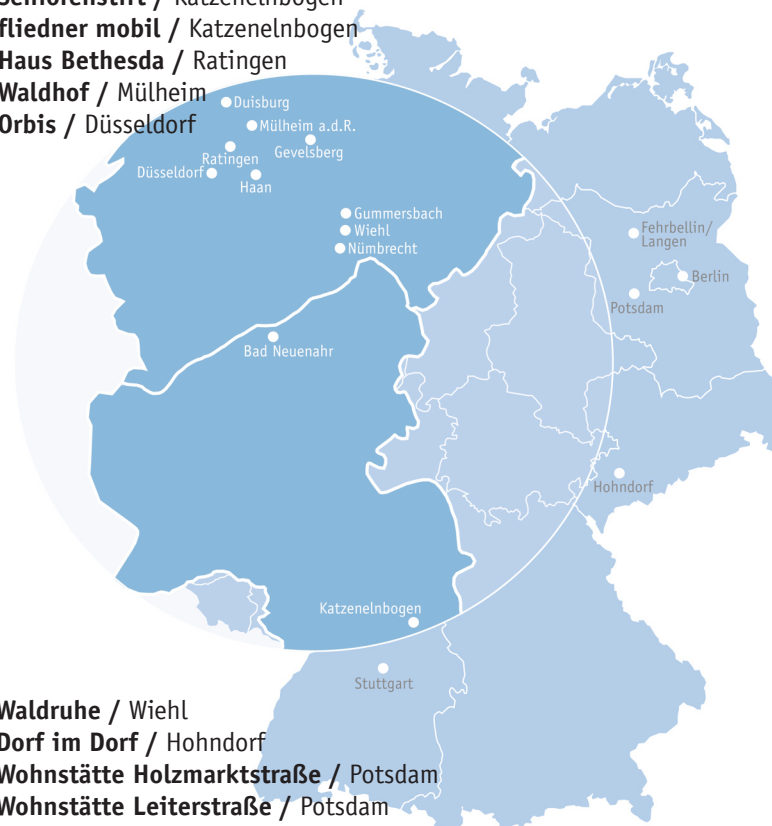 Seniorenstift / Katzenelnbogen
fliedner mobil / Katzenelnbogen
Haus Bethesda / Ratingen
Waldhof / Mülheim
Orbis / Düsseldorf
Duisburg
Mülheim a.d.R.
Gevelsberg
Ratingen
Düsseldorf
Haan
Gummersbach
Wiehl
Nümbrecht
Fehrbellin/
Langen
Berlin
Potsdam
Bad Neuenahr
Hohndorf
Katzenelnbogen
Stuttgart
Waldruhe / Wiehl
Dorf im Dorf / Hohndorf
Wohnstätte Holzmarktstraße / Potsdam
Wohnstätte Leiterstraße / Potsdam